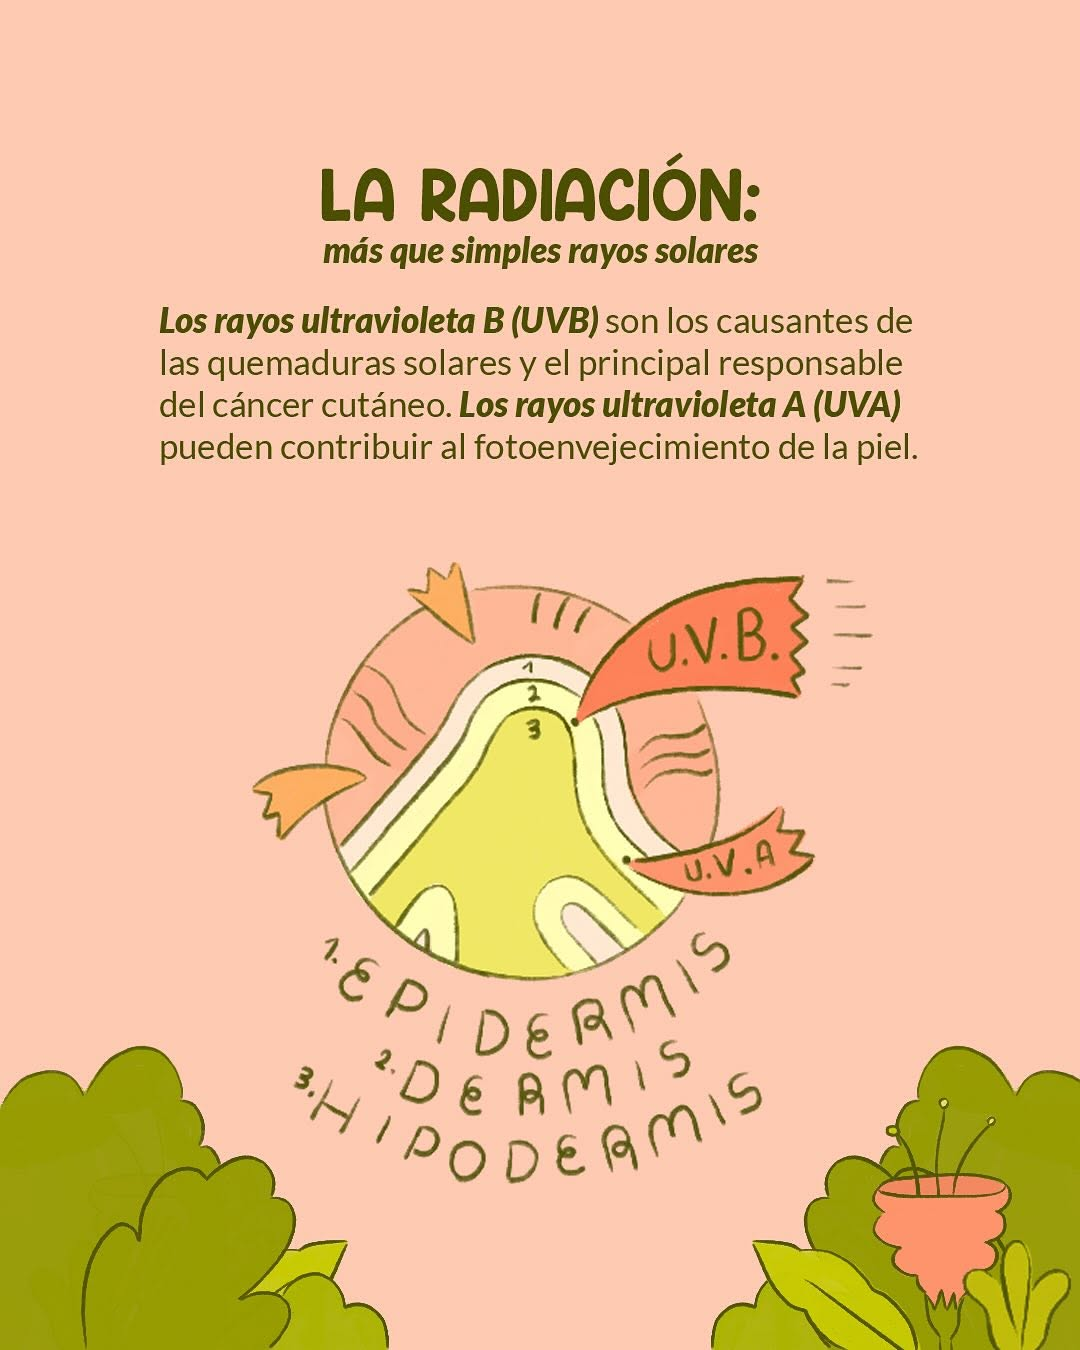 LA RADIACIÓN:
más que simples rayos solares
Los rayos ultravioleta B (UVB) son los causantes de
las quemaduras solares y el principal responsable
del cáncer cutáneo. Los rayos ultravioleta A (UVA)
pueden contribuir al fotoenvejecimiento de la piel.
U.V.B.
1
2
3
U.V.A
1. EPIDERMIS
2. DERMIS
3. HIPODERMIS